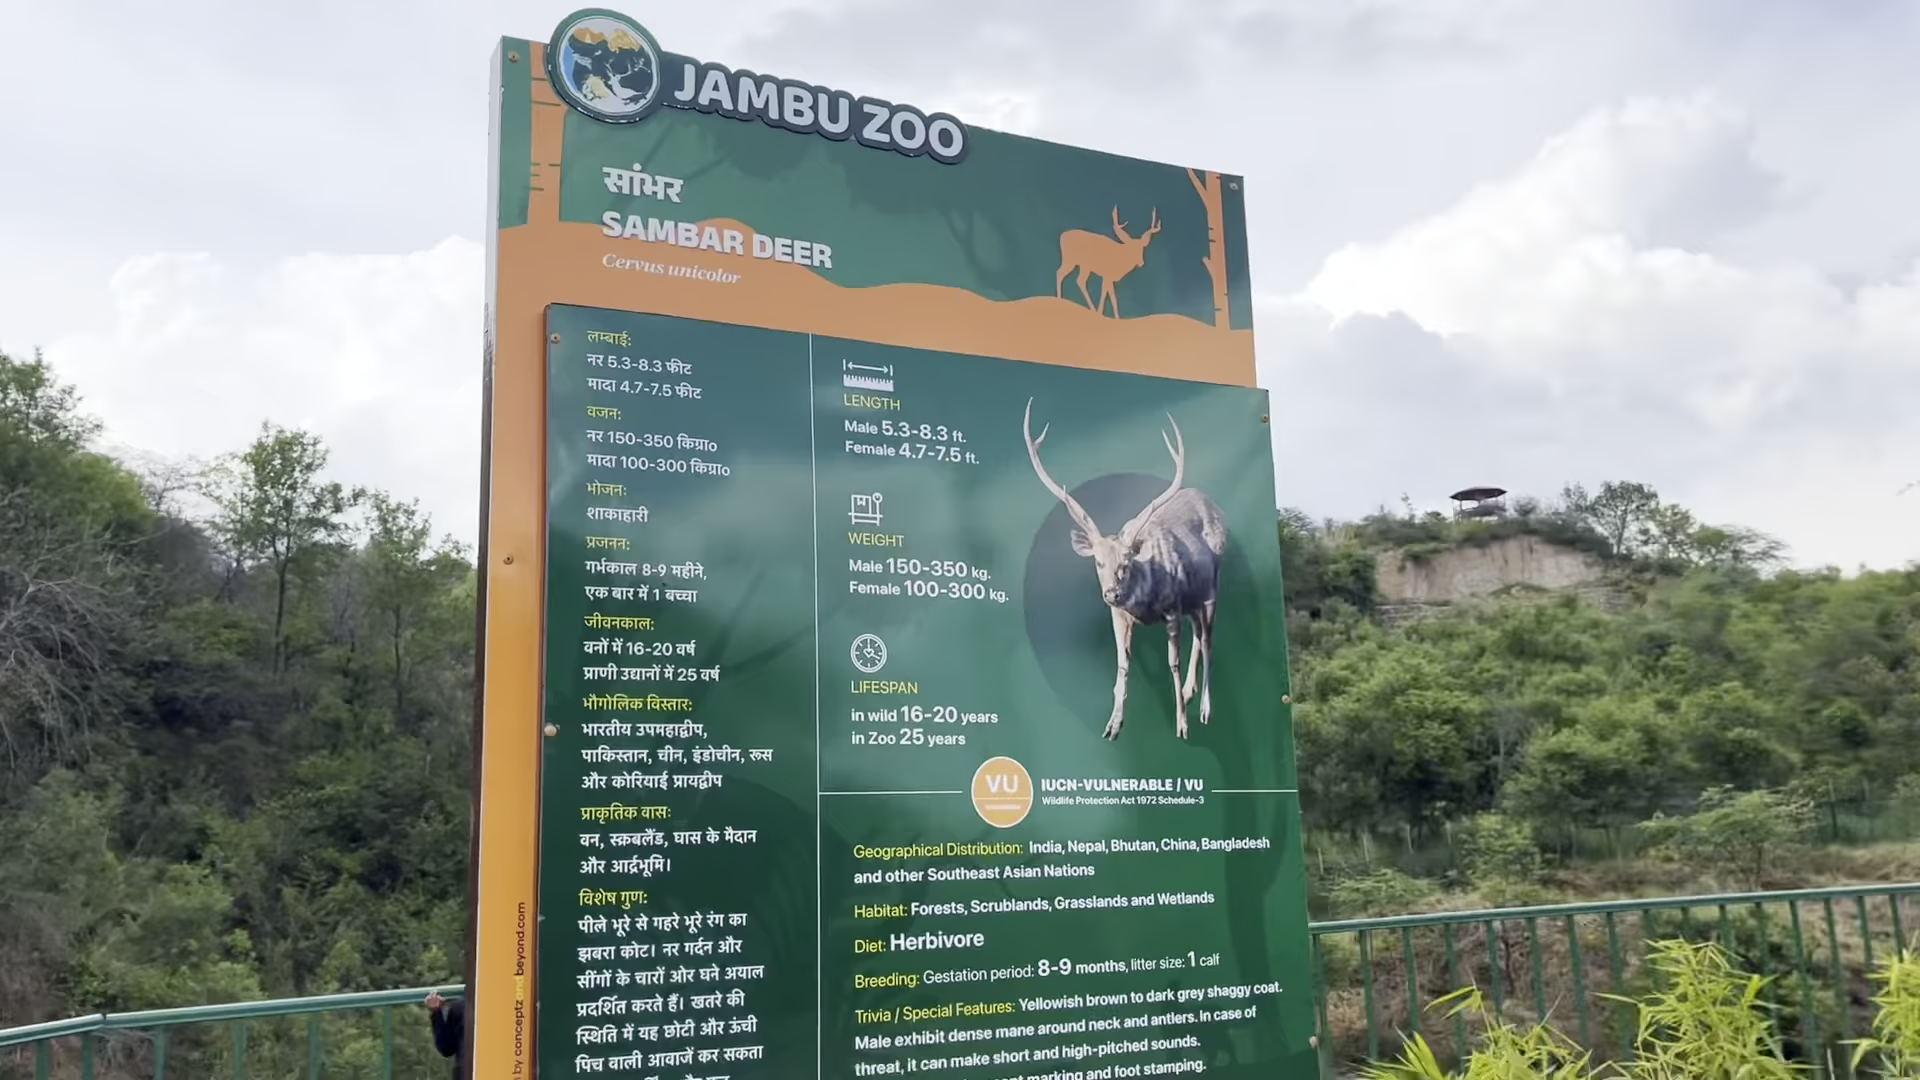 JAMBU ZOO
सांभर
SAMBAR DEER
Cervus unicolor
लम्बाई:
नर 5.3-8.3 फीट
मादा 4.7-7.5 फीट
वजन:
नर 150-350 किग्रा०
मादा 100-300 किग्रा०
भोजन:
शाकाहारी
प्रजनन:
गर्भकाल 8-9 महीने,
एक बार में 1 बच्चा
जीवनकाल:
वनों में 16-20 वर्ष
प्राणी उद्यानों में 25 वर्ष
भौगोलिक विस्तार:
भारतीय उपमहाद्वीप,
पाकिस्तान, चीन, इंडोचीन, रूस
और कोरियाई प्रायद्वीप
प्राकृतिक वास:
वन, स्क्रबलैंड, घास के मैदान
और आर्द्रभूमि।
विशेष गुण:
पीले भूरे से गहरे भूरे रंग का
झबरा कोट। नर गर्दन और
सींगों के चारों ओर घने अयाल
प्रदर्शित करते हैं। खतरे की
स्थिति में यह छोटी और ऊंची
पिच वाली आवाजें कर सकता
LENGTH
Male 5.3-8.3 ft.
Female 4.7-7.5 ft.
WEIGHT
Male 150-350 kg.
Female 100-300 kg.
LIFESPAN
in wild 16-20 years
in Zoo 25 years
VU
IUCN-VULNERABLE / VU
Wildlife Protection Act 1972 Schedule-3
Geographical Distribution: India, Nepal, Bhutan, China, Bangladesh
and other Southeast Asian Nations
Habitat: Forests, Scrublands, Grasslands and Wetlands
Diet: Herbivore
Breeding: Gestation period: 8-9 months, litter size: 1 calf
Trivia / Special Features: Yellowish brown to dark grey shaggy coat.
Male exhibit dense mane around neck and antlers. In case of
threat, it can make short and high-pitched sounds.
marking and foot stamping.
by conceptz and beyond.com